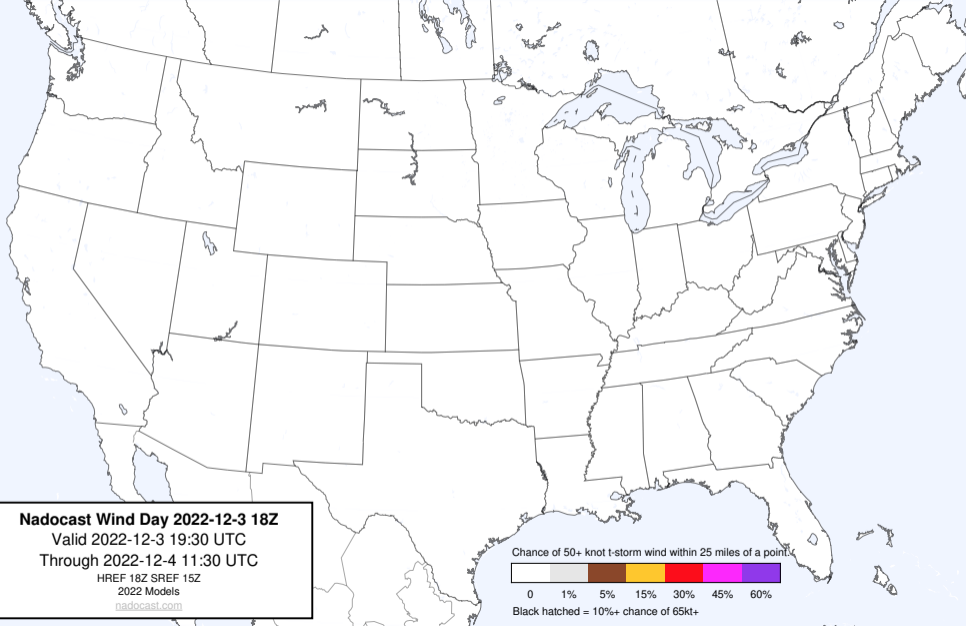 Nadocast Wind Day 2022-12-3 18Z
Valid 2022-12-3 19:30 UTC
Through 2022-12-4 11:30 UTC
HREF 18Z SREF 15Z
2022 Models
nadocast.com
Chance of 50+ knot t-storm wind within 25 miles of a point.
0 1% 5% 15% 30% 45% 60%
Black hatched = 10%+ chance of 65kt+